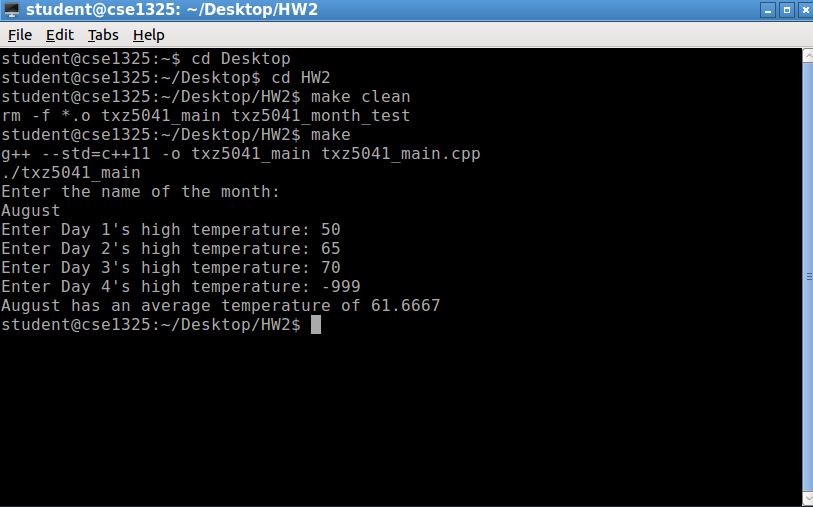 student@cse1325: ~/Desktop/HW2
File Edit Tabs Help
student@cse1325:~$ cd Desktop
student@cse1325:~/Desktop$ cd HW2
student@cse1325:~/Desktop/HW2$ make clean
rm -f *.o txz5041_main txz5041_month_test
student@cse1325:~/Desktop/HW2$ make
g++ --std=c++11 -o txz5041_main txz5041_main.cpp
./txz5041_main
Enter the name of the month:
August
Enter Day 1's high temperature: 50
Enter Day 2's high temperature: 65
Enter Day 3's high temperature: 70
Enter Day 4's high temperature: -999
August has an average temperature of 61.6667
student@cse1325:~/Desktop/HW2$